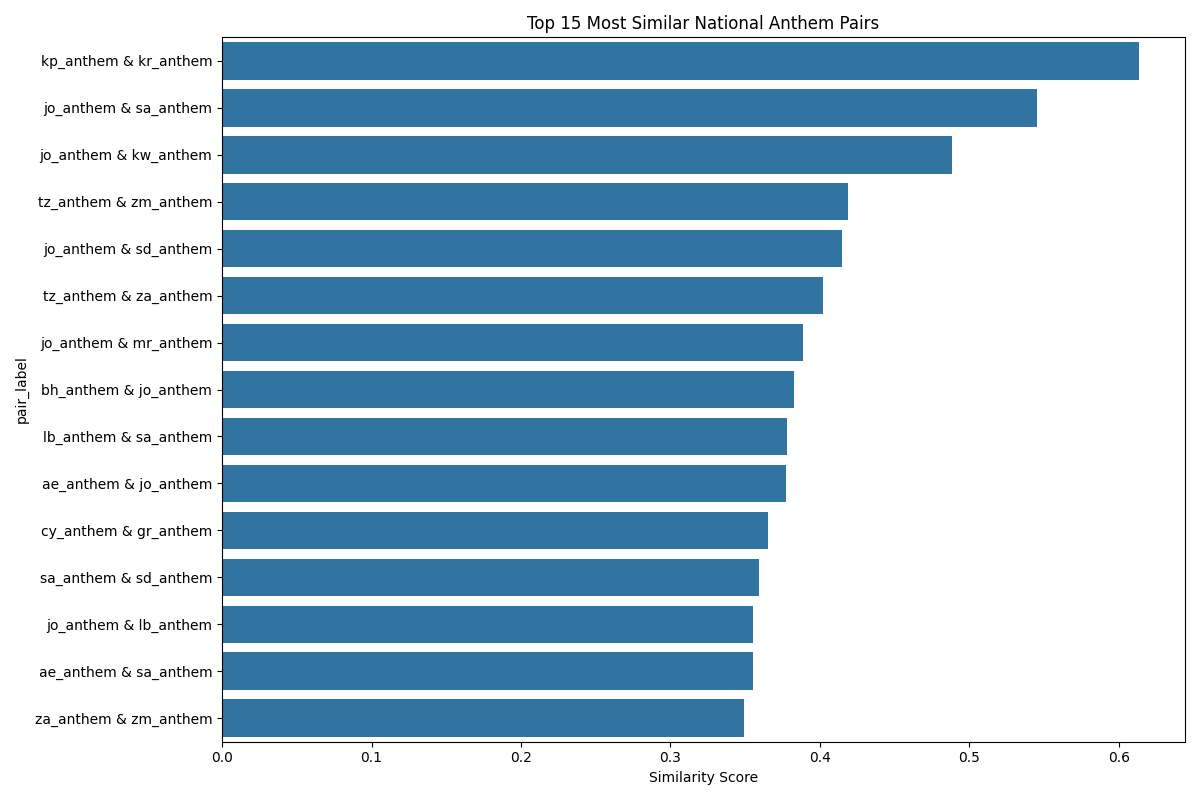 Top 15 Most Similar National Anthem Pairs
pair_label
kp_anthem & kr_anthem
jo_anthem & sa_anthem
jo_anthem & kw_anthem
tz_anthem & zm_anthem
jo_anthem & sd_anthem
tz_anthem & za_anthem
jo_anthem & mr_anthem
bh_anthem & jo_anthem
lb_anthem & sa_anthem
ae_anthem & jo_anthem
cy_anthem & gr_anthem
sa_anthem & sd_anthem
jo_anthem & lb_anthem
ae_anthem & sa_anthem
za_anthem & zm_anthem
0.0 0.1 0.2 0.3 0.4 0.5 0.6
Similarity Score